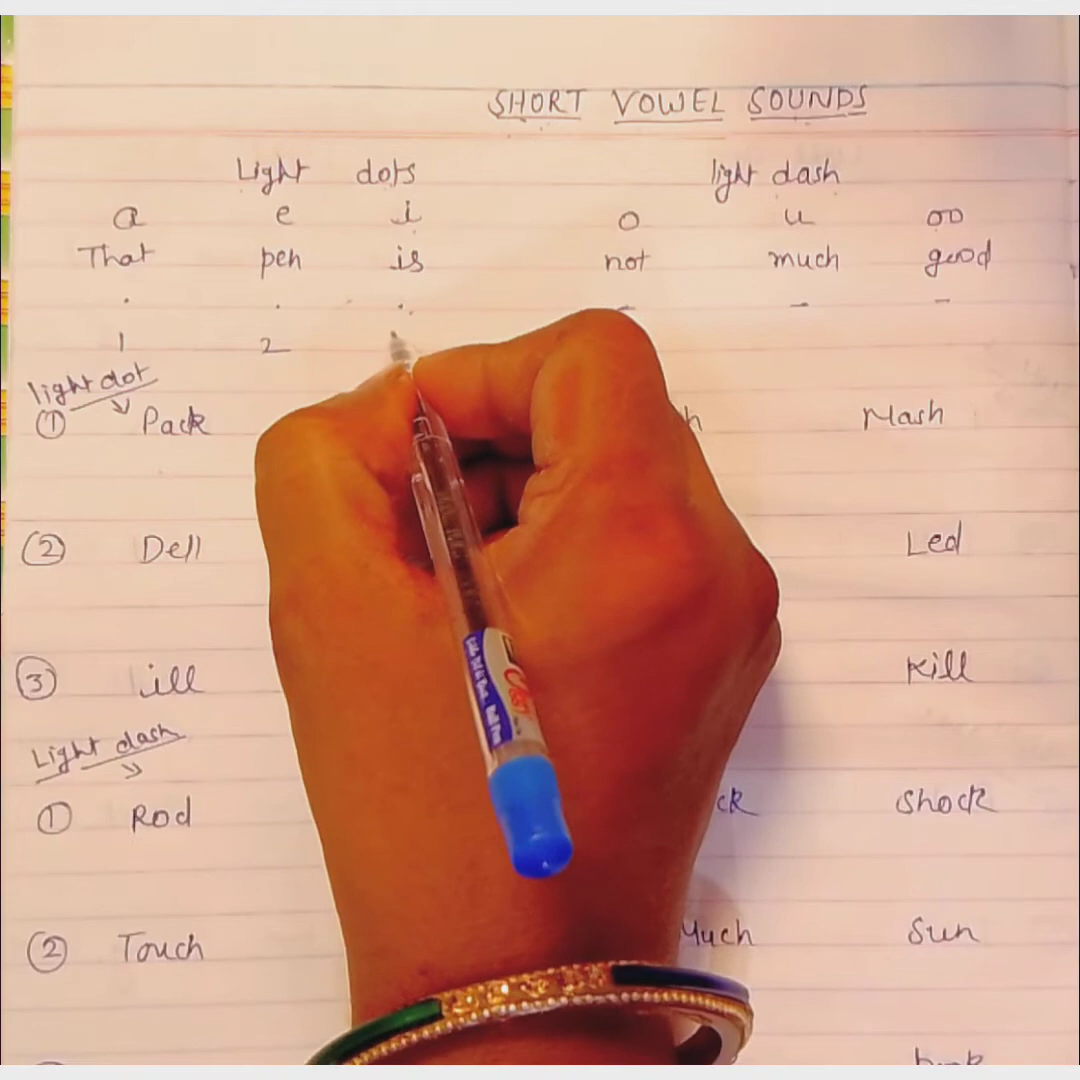 SHORT VOWEL SOUNDS
Light dots light dash
a e i o u oo
That pen is not much good
. . . - - -
1 2
light dot
① Pack Mash
② Dell Led
③ ill Kill
Light dash
① Rod Shock
② Touch Much Sun